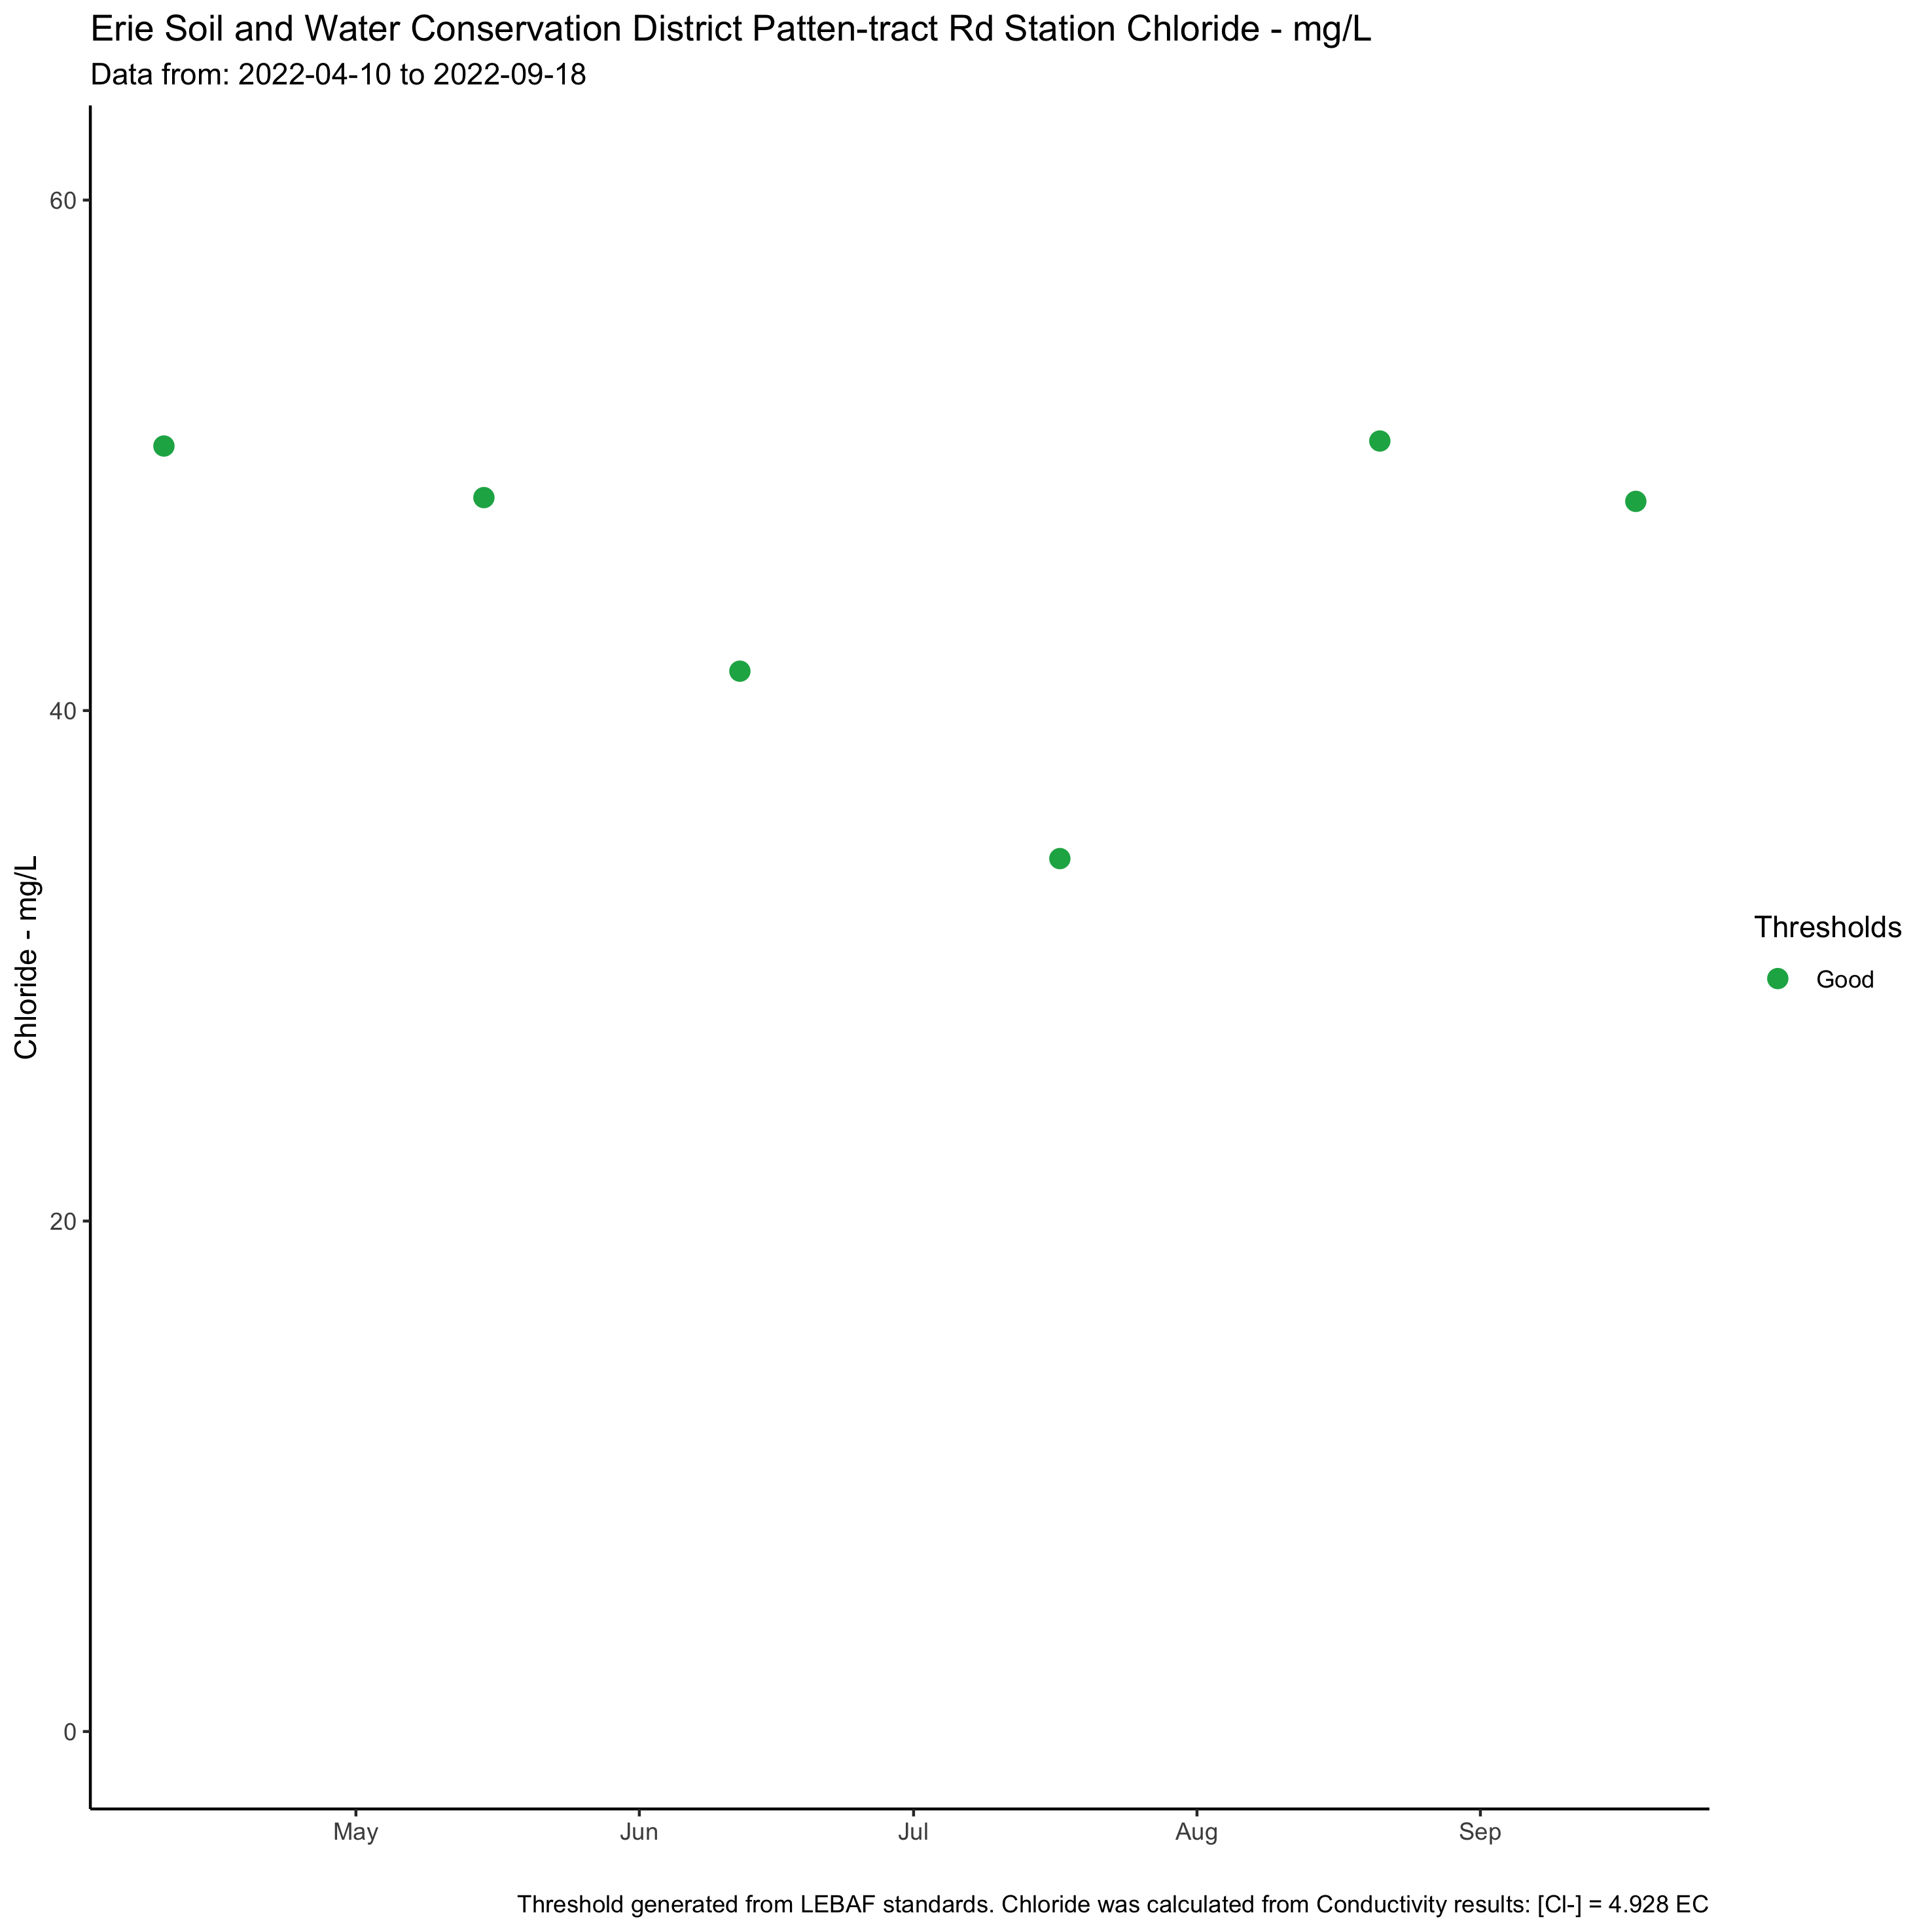 Erie Soil and Water Conservation District Patten-tract Rd Station Chloride - mg/L
Data from: 2022-04-10 to 2022-09-18
Chloride - mg/L
60
40
20
0
May Jun Jul Aug Sep
Thresholds
Good
Threshold generated from LEBAF standards. Chloride was calculated from Conductivity results: [Cl-] = 4.928 EC